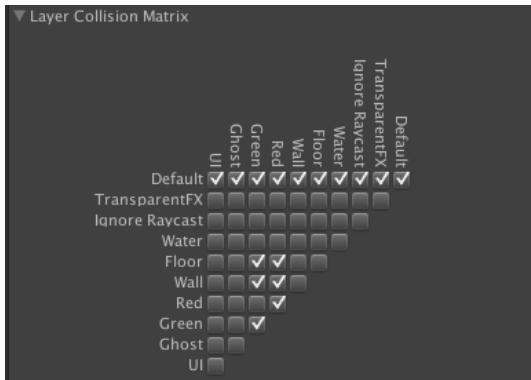 Layer Collision Matrix
UI
Ghost
Green
Red
Wall
Floor
Water
Ignore Raycast
TransparentFX
Default
Default
TransparentFX
Ignore Raycast
Water
Floor
Wall
Red
Green
Ghost
UI